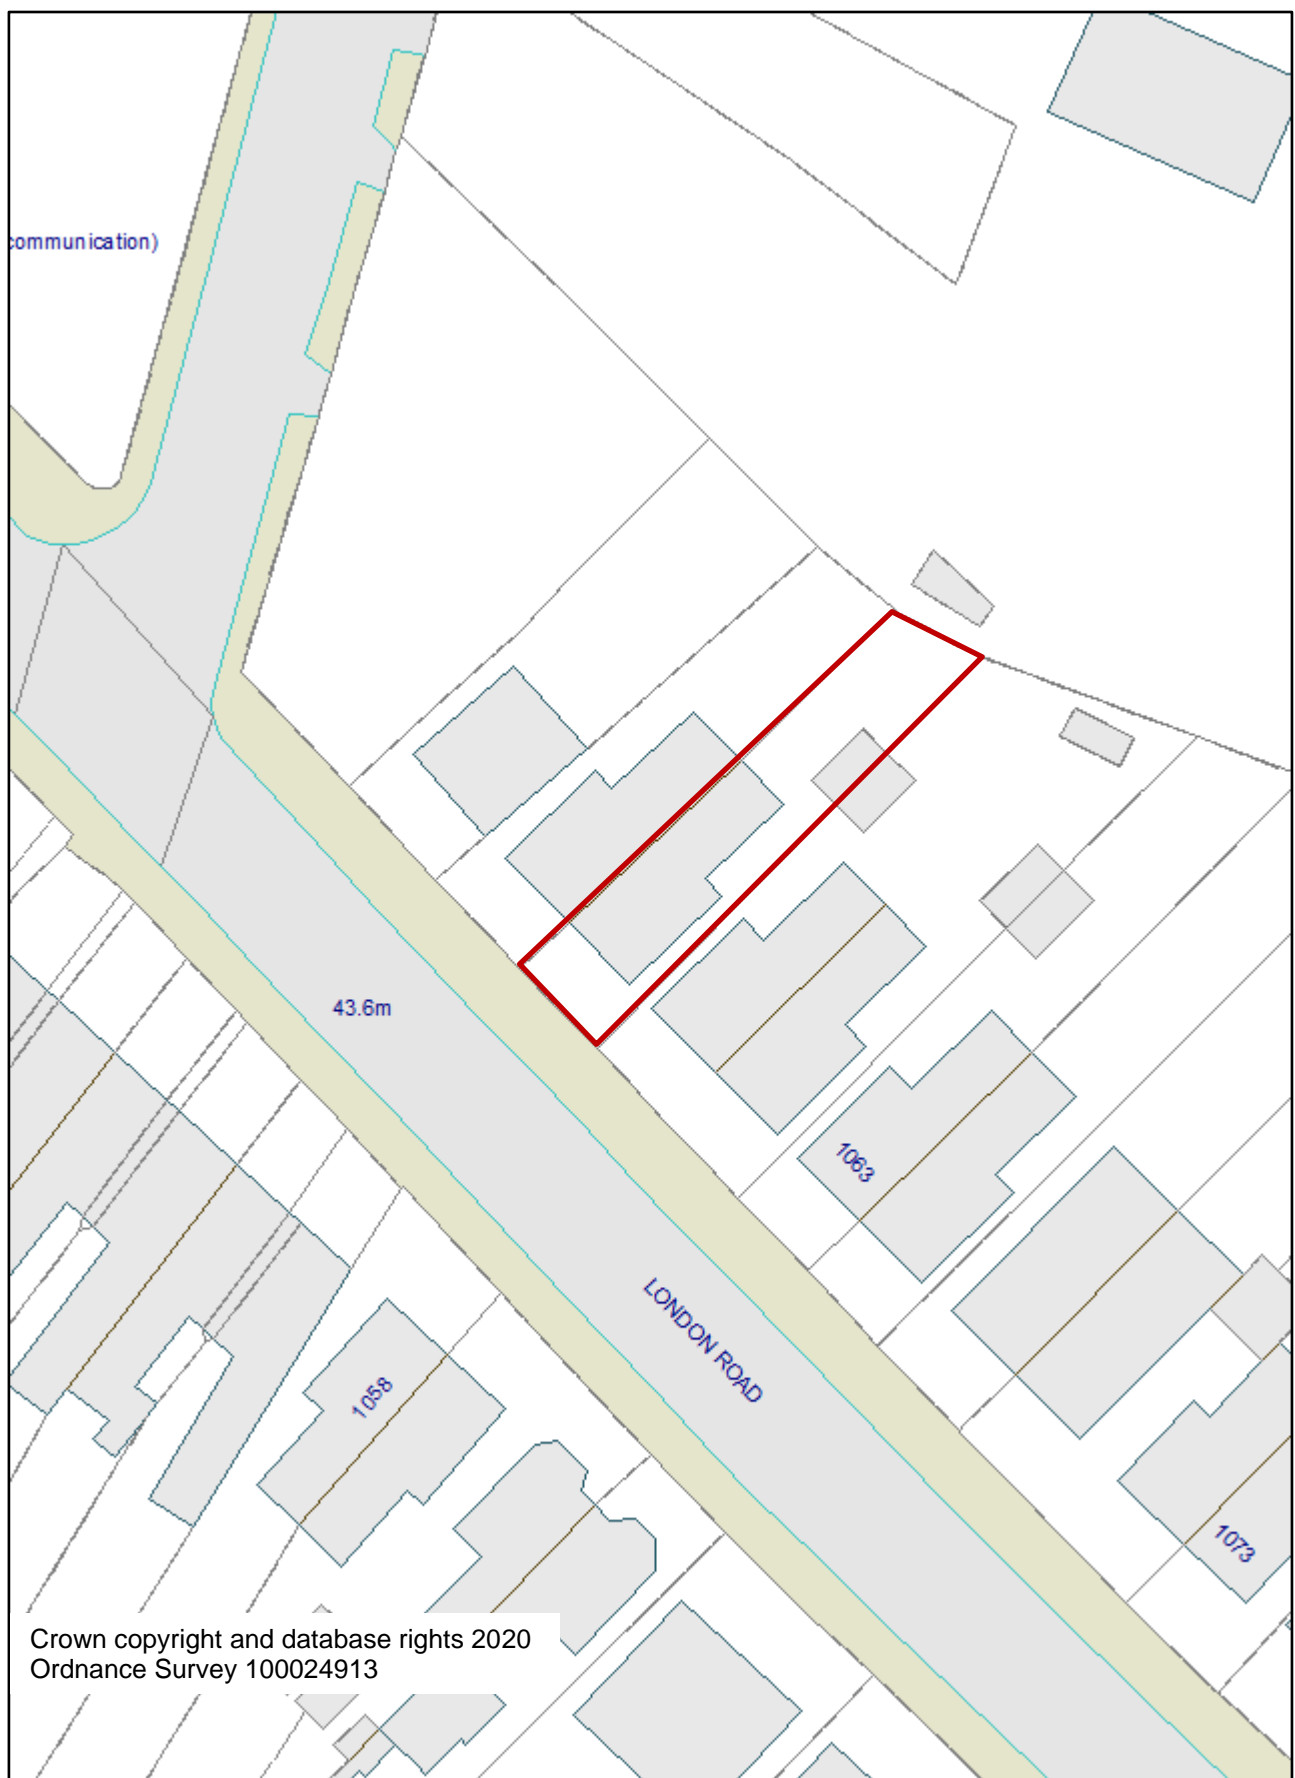 communication)
43.6m
1063
LONDON ROAD
1058
1073
Crown copyright and database rights 2020
Ordnance Survey 100024913